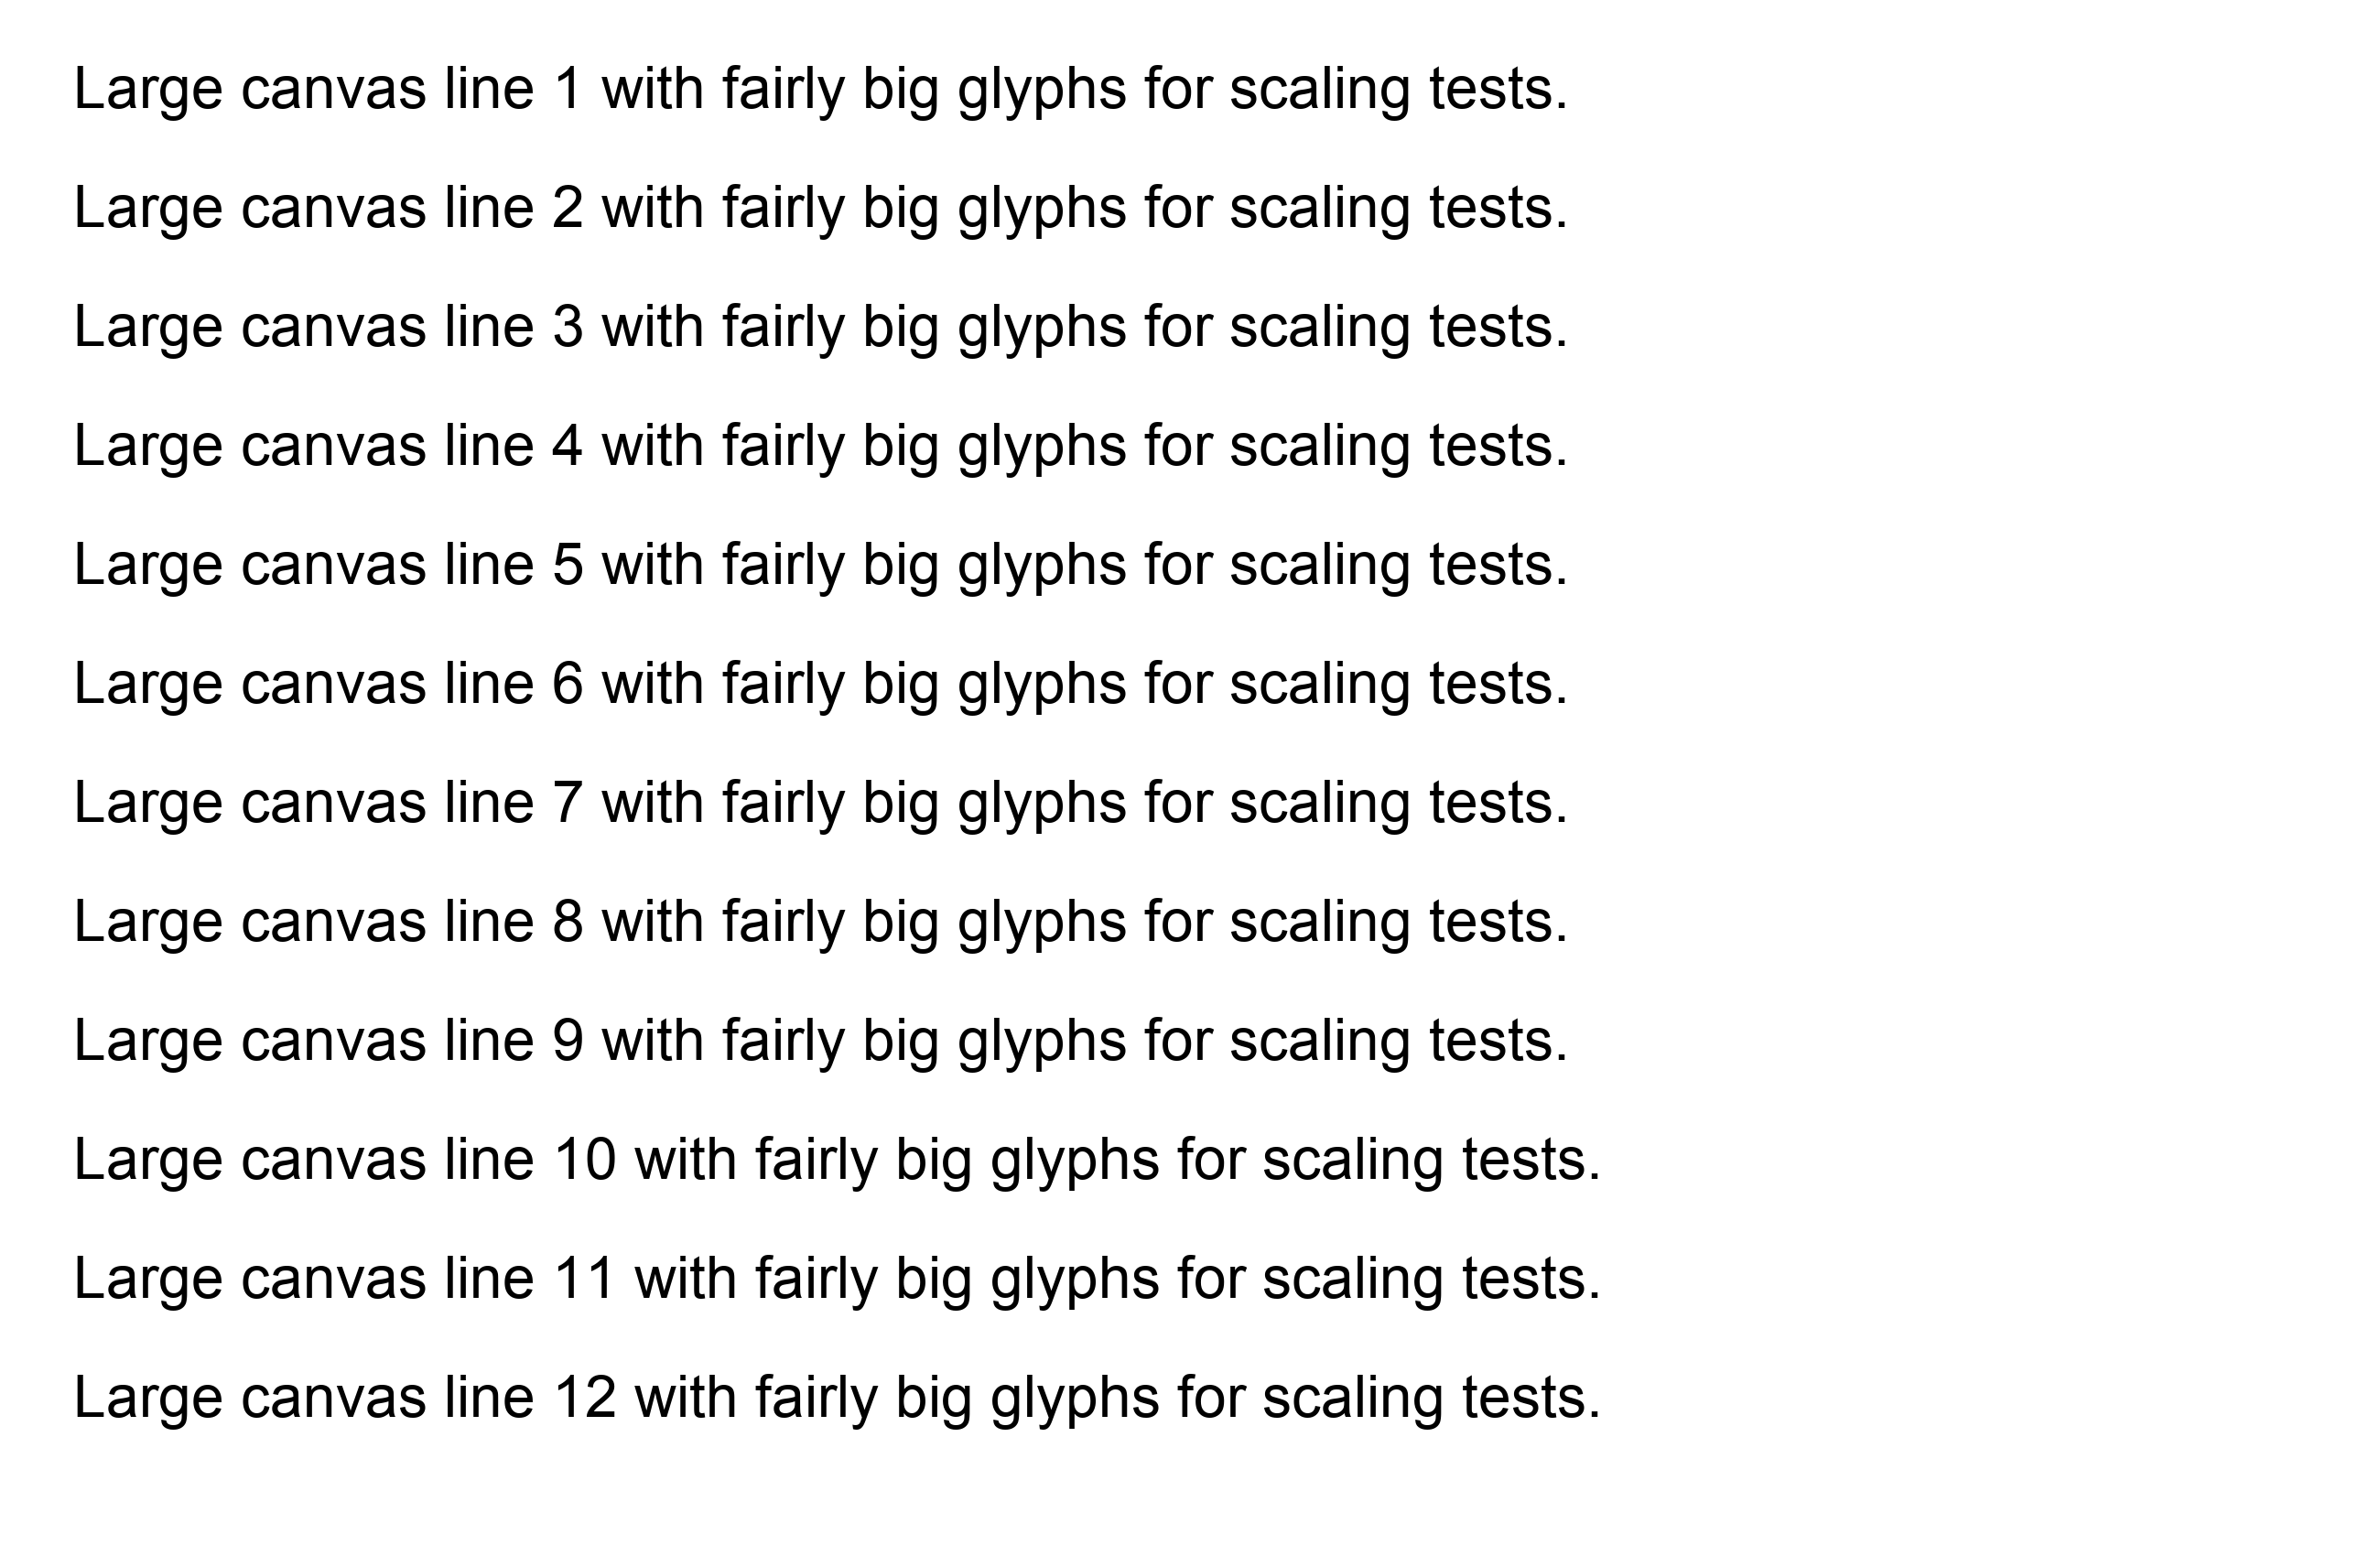 Large canvas line 1 with fairly big glyphs for scaling tests.
Large canvas line 2 with fairly big glyphs for scaling tests.
Large canvas line 3 with fairly big glyphs for scaling tests.
Large canvas line 4 with fairly big glyphs for scaling tests.
Large canvas line 5 with fairly big glyphs for scaling tests.
Large canvas line 6 with fairly big glyphs for scaling tests.
Large canvas line 7 with fairly big glyphs for scaling tests.
Large canvas line 8 with fairly big glyphs for scaling tests.
Large canvas line 9 with fairly big glyphs for scaling tests.
Large canvas line 10 with fairly big glyphs for scaling tests.
Large canvas line 11 with fairly big glyphs for scaling tests.
Large canvas line 12 with fairly big glyphs for scaling tests.